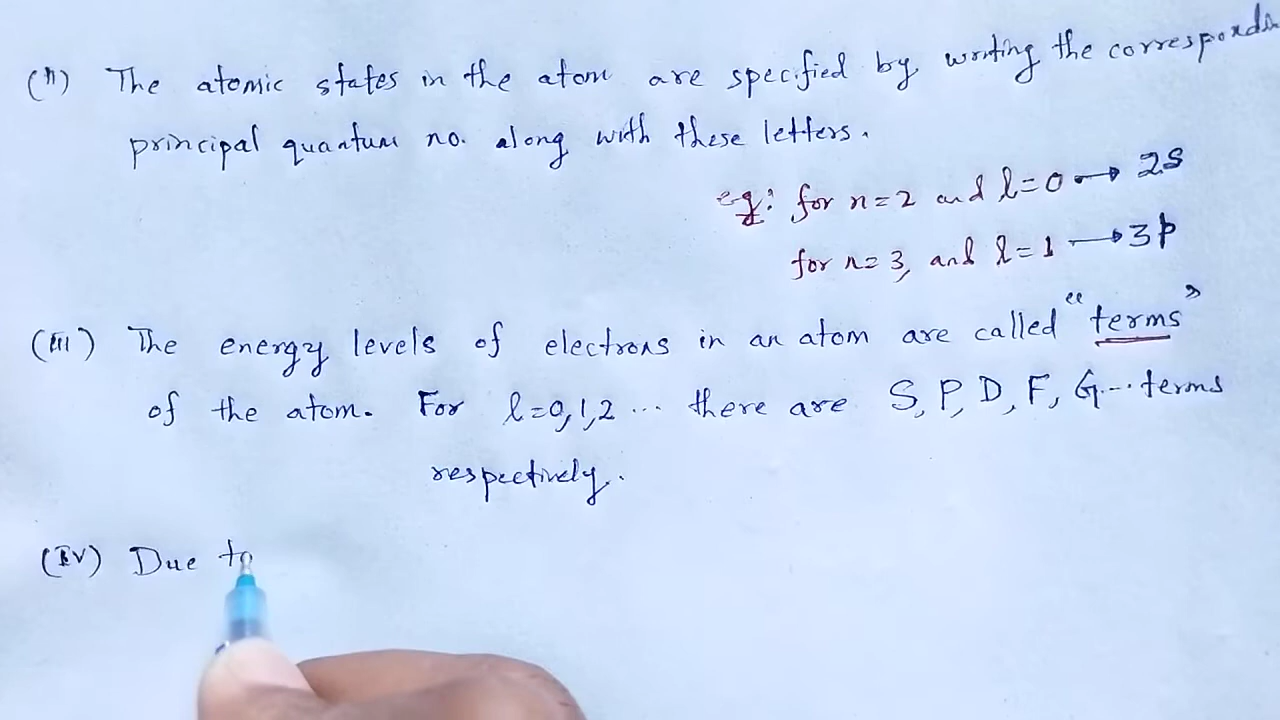 (II) The atomic states in the atom are specified by writing the correspondin
principal quantum no. along with these letters.
eg: for n=2 and l=0 → 2s
for n=3, and l=1 → 3p
(III) The energy levels of electrons in an atom are called "terms"
of the atom. For l=0,1,2 ... there are S, P, D, F, G... terms
respectively.
(IV) Due to